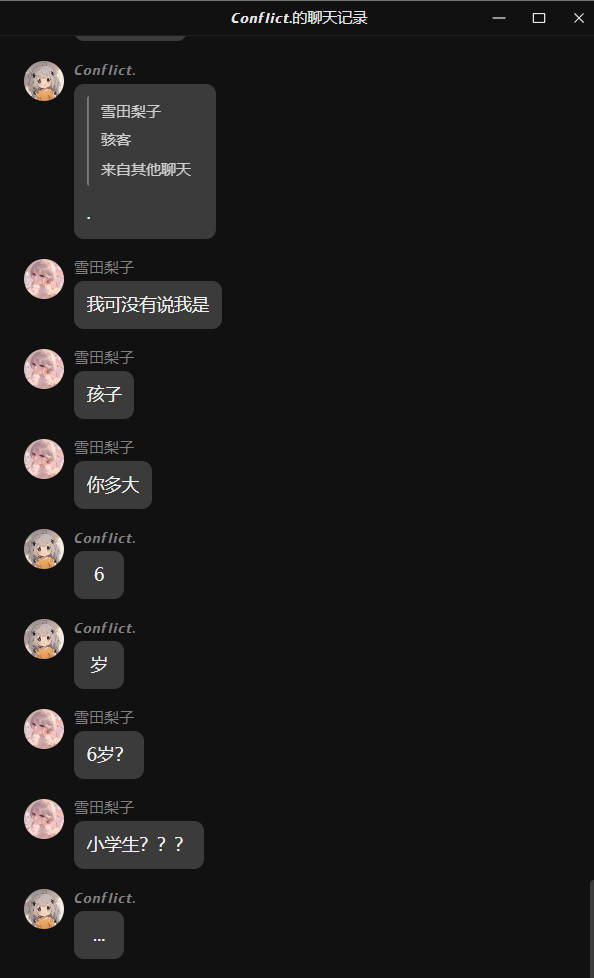 Conflict.的聊天记录
Conflict.
雪田梨子
骇客
来自其他聊天
.
雪田梨子
我可没有说我是
雪田梨子
孩子
雪田梨子
你多大
Conflict.
6
Conflict.
岁
雪田梨子
6岁？
雪田梨子
小学生？？？
Conflict.
...